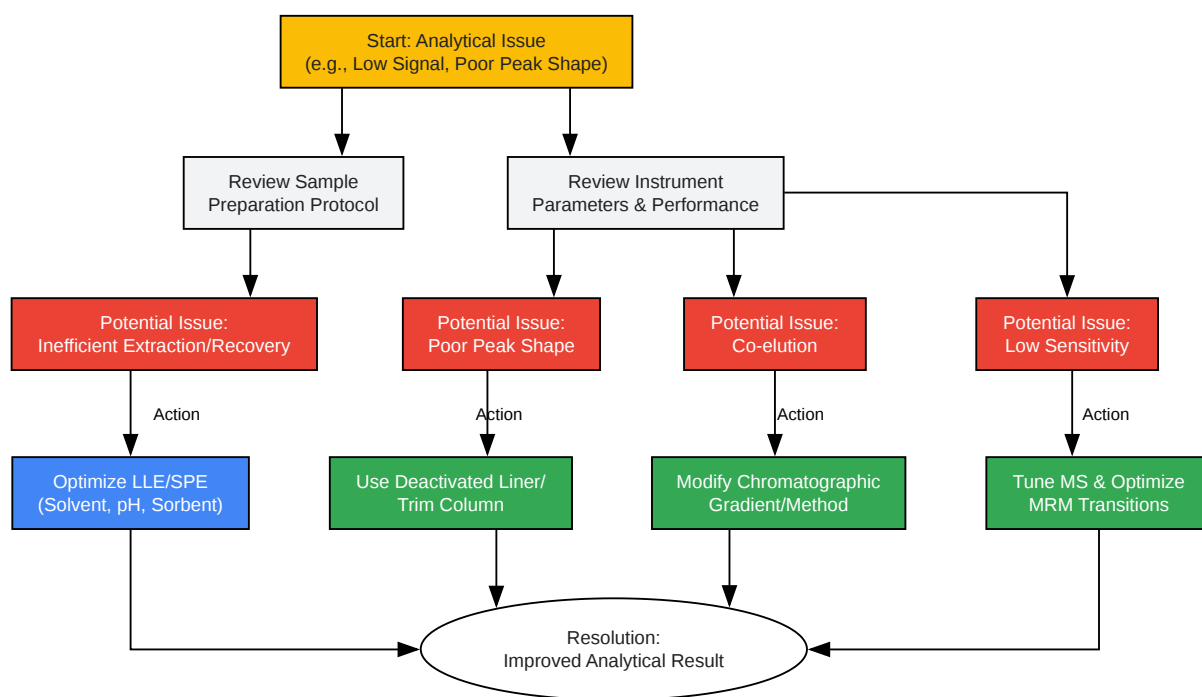 Start: Analytical Issue
(e.g., Low Signal, Poor Peak Shape)
Review Sample
Preparation Protocol
Review Instrument
Parameters & Performance
Potential Issue:
Inefficient Extraction/Recovery
Potential Issue:
Poor Peak Shape
Potential Issue:
Co-elution
Potential Issue:
Low Sensitivity
Action
Action
Action
Action
Optimize LLE/SPE
(Solvent, pH, Sorbent)
Use Deactivated Liner/
Trim Column
Modify Chromatographic
Gradient/Method
Tune MS & Optimize
MRM Transitions
Resolution:
Improved Analytical Result